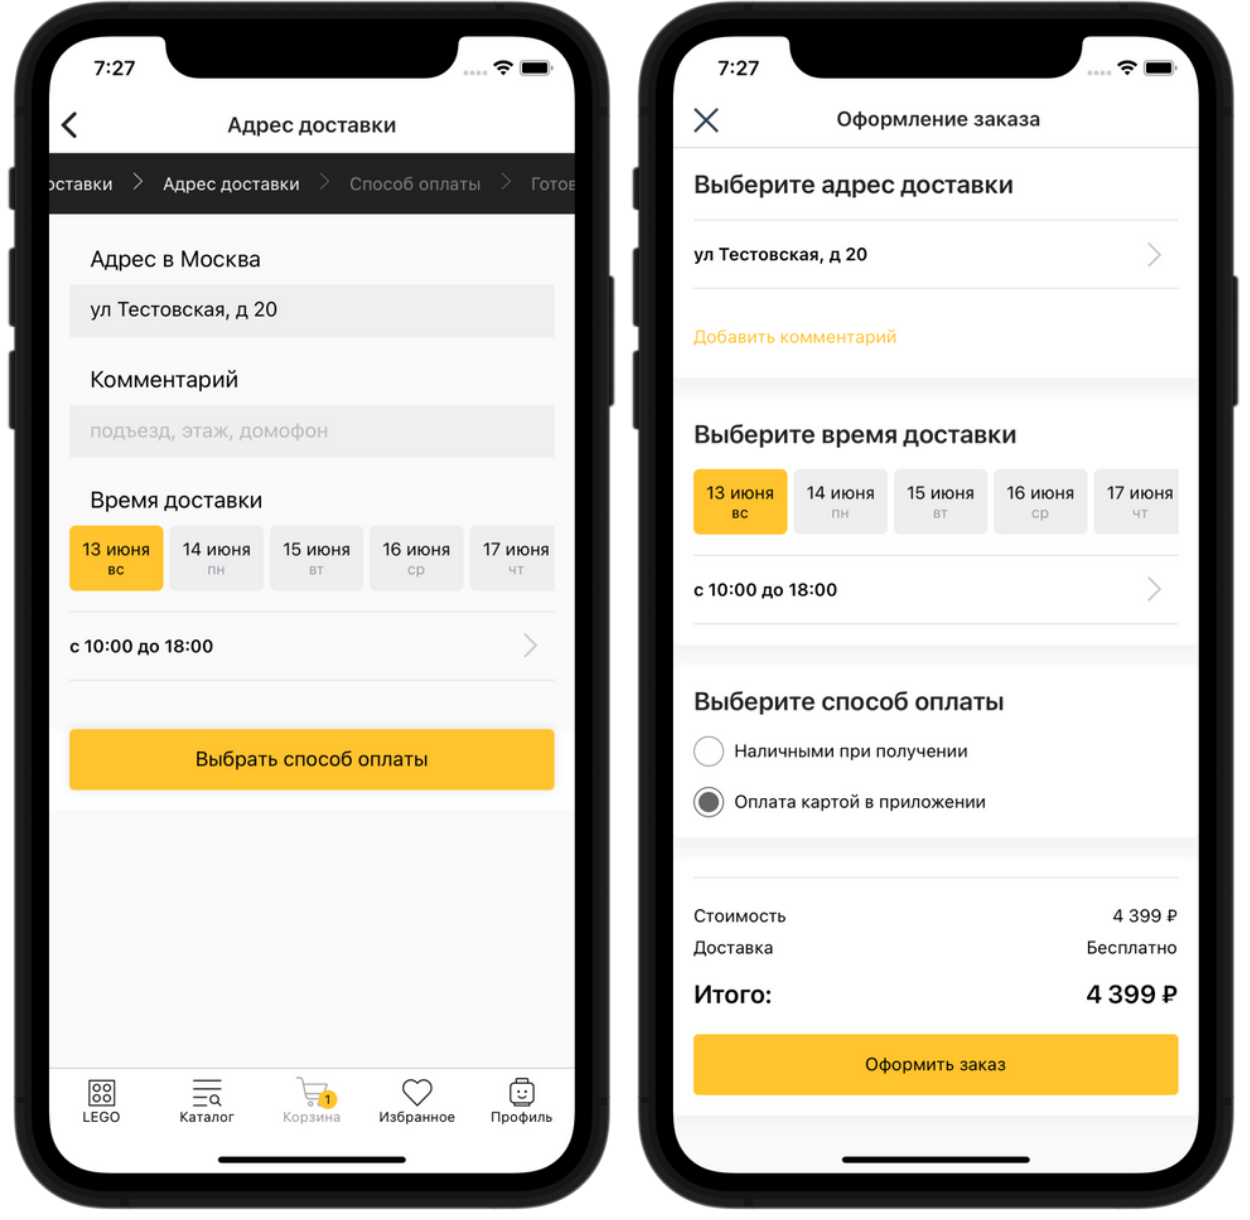 7:27
Адрес доставки
оставки
Адрес доставки
Способ оплаты
Готов
Адрес в Москва
ул Тестовская, д 20
Комментарий
подъезд, этаж, домофон
Время доставки
13 июня
вс
14 июня
пн
15 июня
вт
16 июня
ср
17 июня
чт
с 10:00 до 18:00
Выбрать способ оплаты
LEGO
Каталог
1
Корзина
Избранное
Профиль
7:27
Оформление заказа
Выберите адрес доставки
ул Тестовская, д 20
Добавить комментарий
Выберите время доставки
13 июня
вс
14 июня
пн
15 июня
вт
16 июня
ср
17 июня
чт
с 10:00 до 18:00
Выберите способ оплаты
Наличными при получении
Оплата картой в приложении
Стоимость 4 399 ₽
Доставка Бесплатно
Итого: 4 399 ₽
Оформить заказ